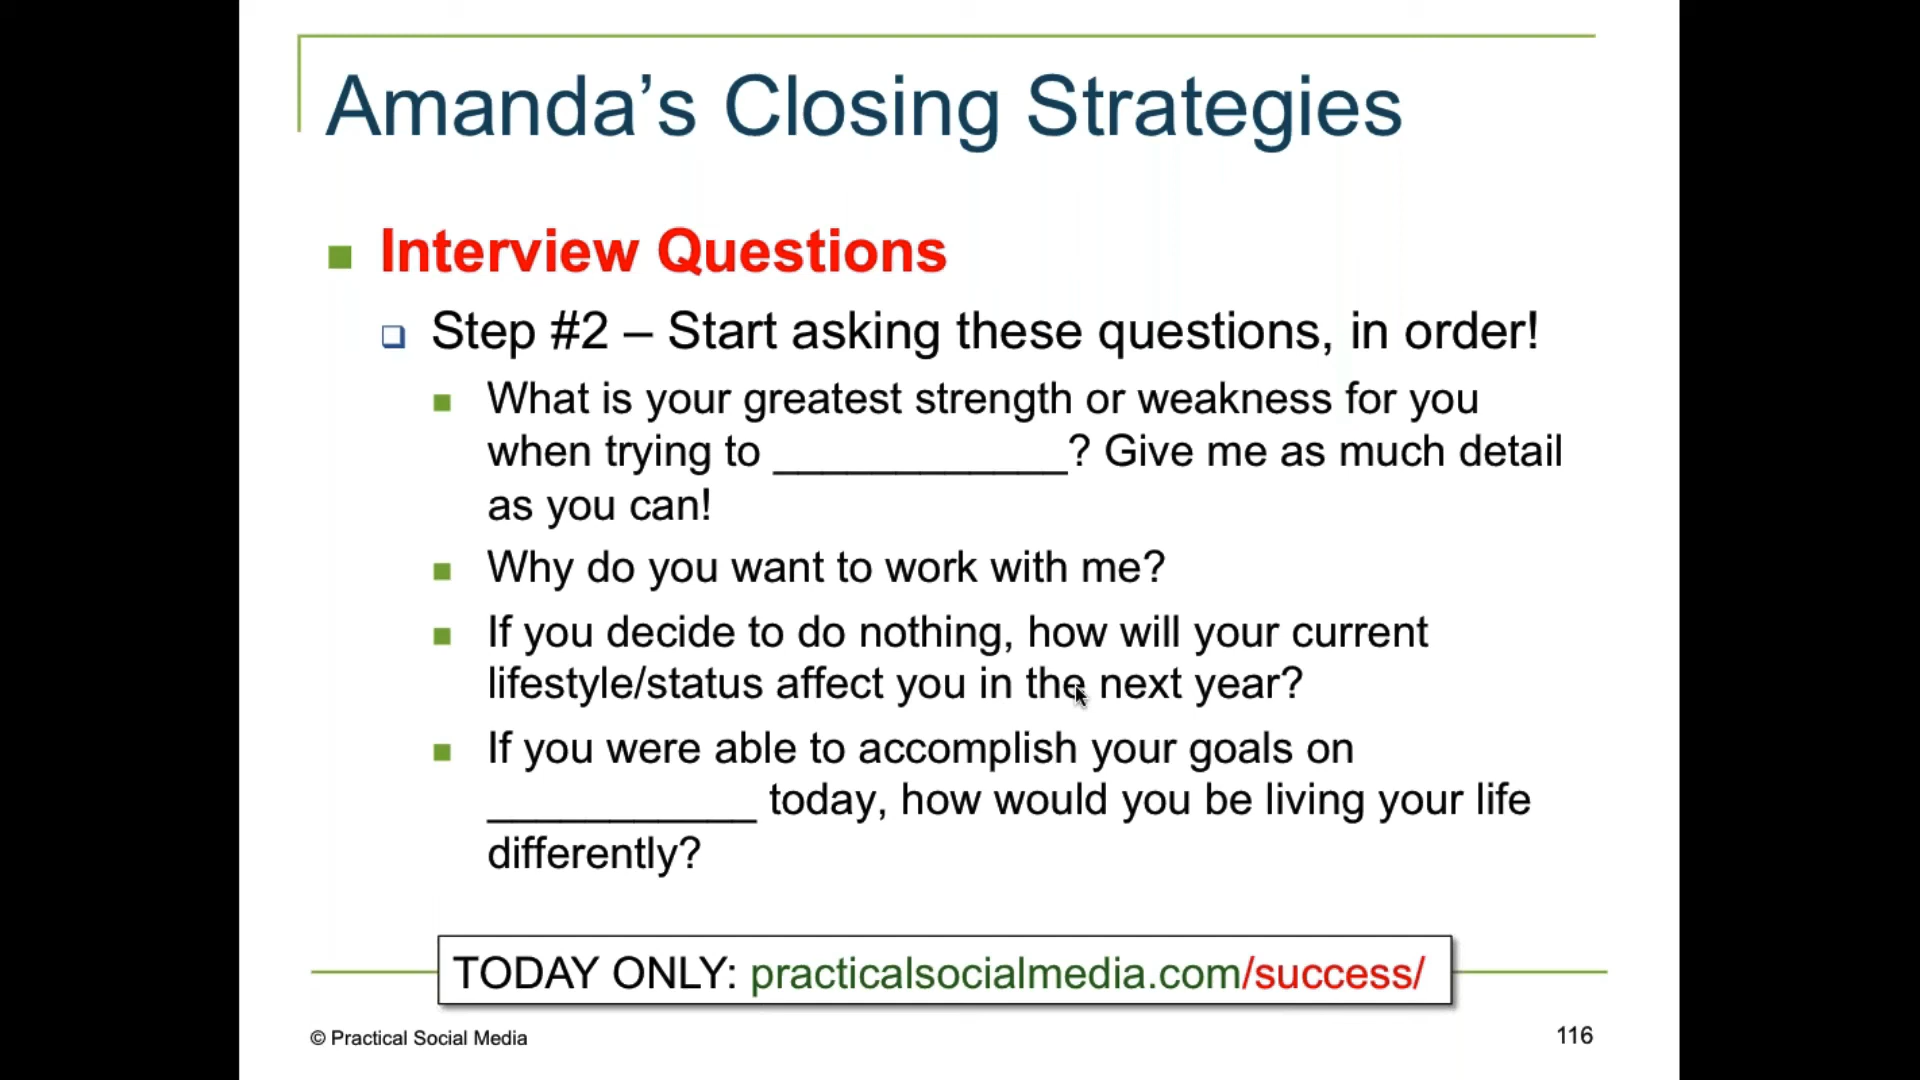 Amanda’s Closing Strategies
Interview Questions
Step #2 – Start asking these questions, in order!
What is your greatest strength or weakness for you
when trying to ____________? Give me as much detail
as you can!
Why do you want to work with me?
If you decide to do nothing, how will your current
lifestyle/status affect you in the next year?
If you were able to accomplish your goals on
___________ today, how would you be living your life
differently?
TODAY ONLY: practicalsocialmedia.com/success/
© Practical Social Media
116